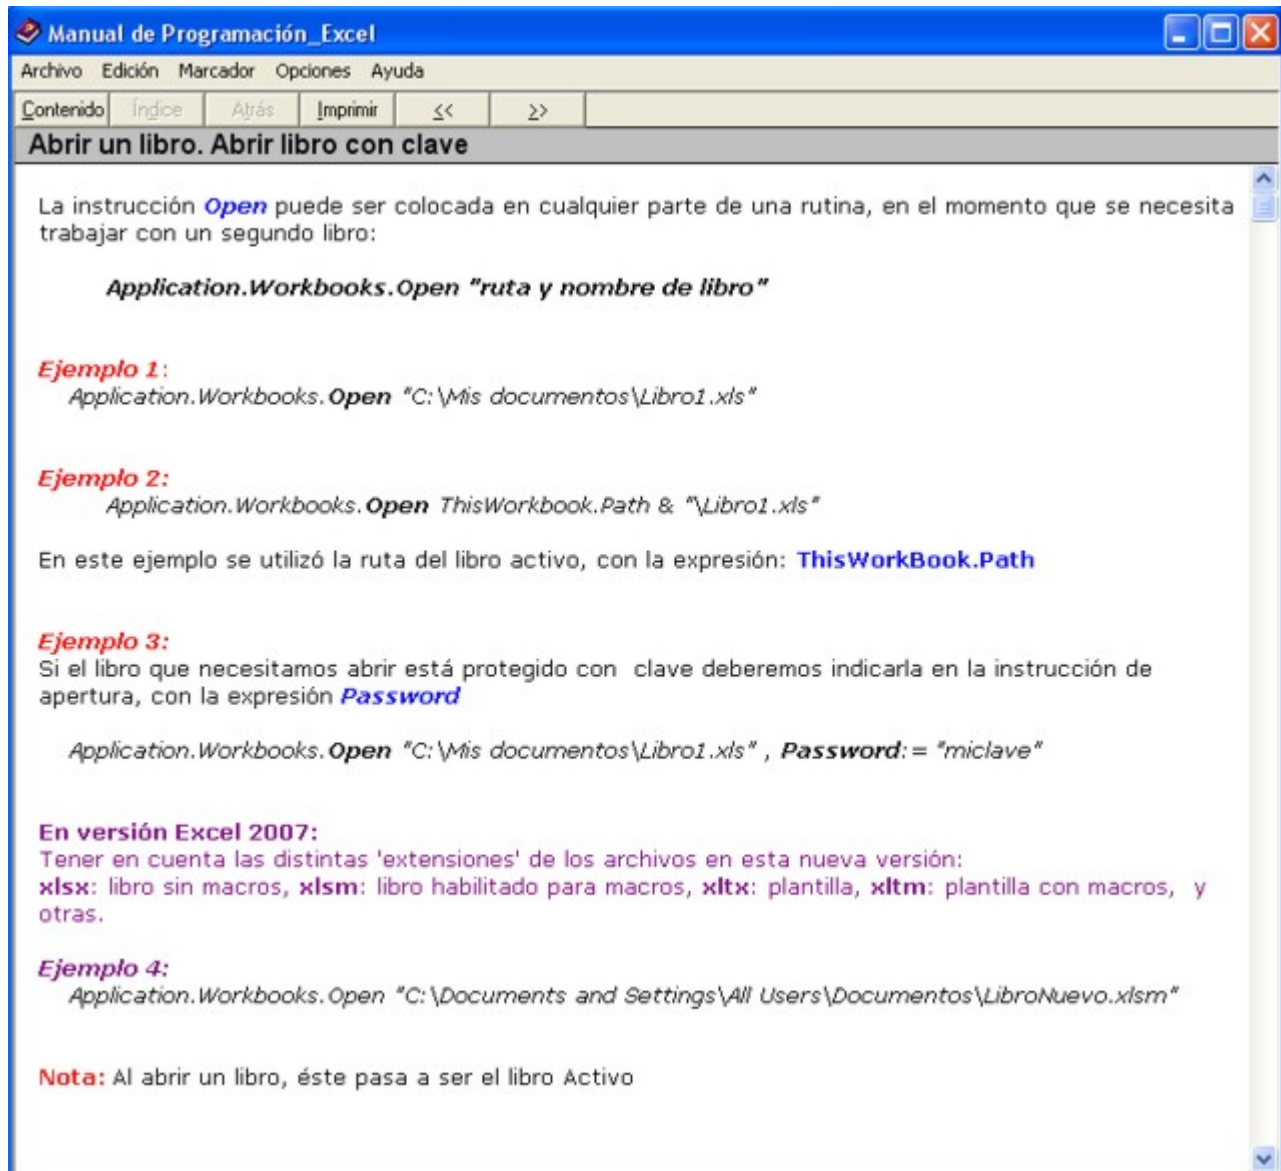 Manual de Programación_Excel
Archivo Edición Marcador Opciones Ayuda
Contenido Índice Atrás Imprimir << >>
Abrir un libro. Abrir libro con clave
La instrucción Open puede ser colocada en cualquier parte de una rutina, en el momento que se necesita
trabajar con un segundo libro:
Application.Workbooks.Open "ruta y nombre de libro"
Ejemplo 1:
Application.Workbooks.Open "C:\Mis documentos\Libro1.xls"
Ejemplo 2:
Application.Workbooks.Open ThisWorkbook.Path & "\Libro1.xls"
En este ejemplo se utilizó la ruta del libro activo, con la expresión: ThisWorkBook.Path
Ejemplo 3:
Si el libro que necesitamos abrir está protegido con clave deberemos indicarla en la instrucción de
apertura, con la expresión Password
Application.Workbooks.Open "C:\Mis documentos\Libro1.xls" , Password:= "miclave"
En versión Excel 2007:
Tener en cuenta las distintas 'extensiones' de los archivos en esta nueva versión:
xlsx: libro sin macros, xlsm: libro habilitado para macros, xltx: plantilla, xltm: plantilla con macros, y
otras.
Ejemplo 4:
Application.Workbooks.Open "C:\Documents and Settings\All Users\Documentos\LibroNuevo.xlsm"
Nota: Al abrir un libro, éste pasa a ser el libro Activo